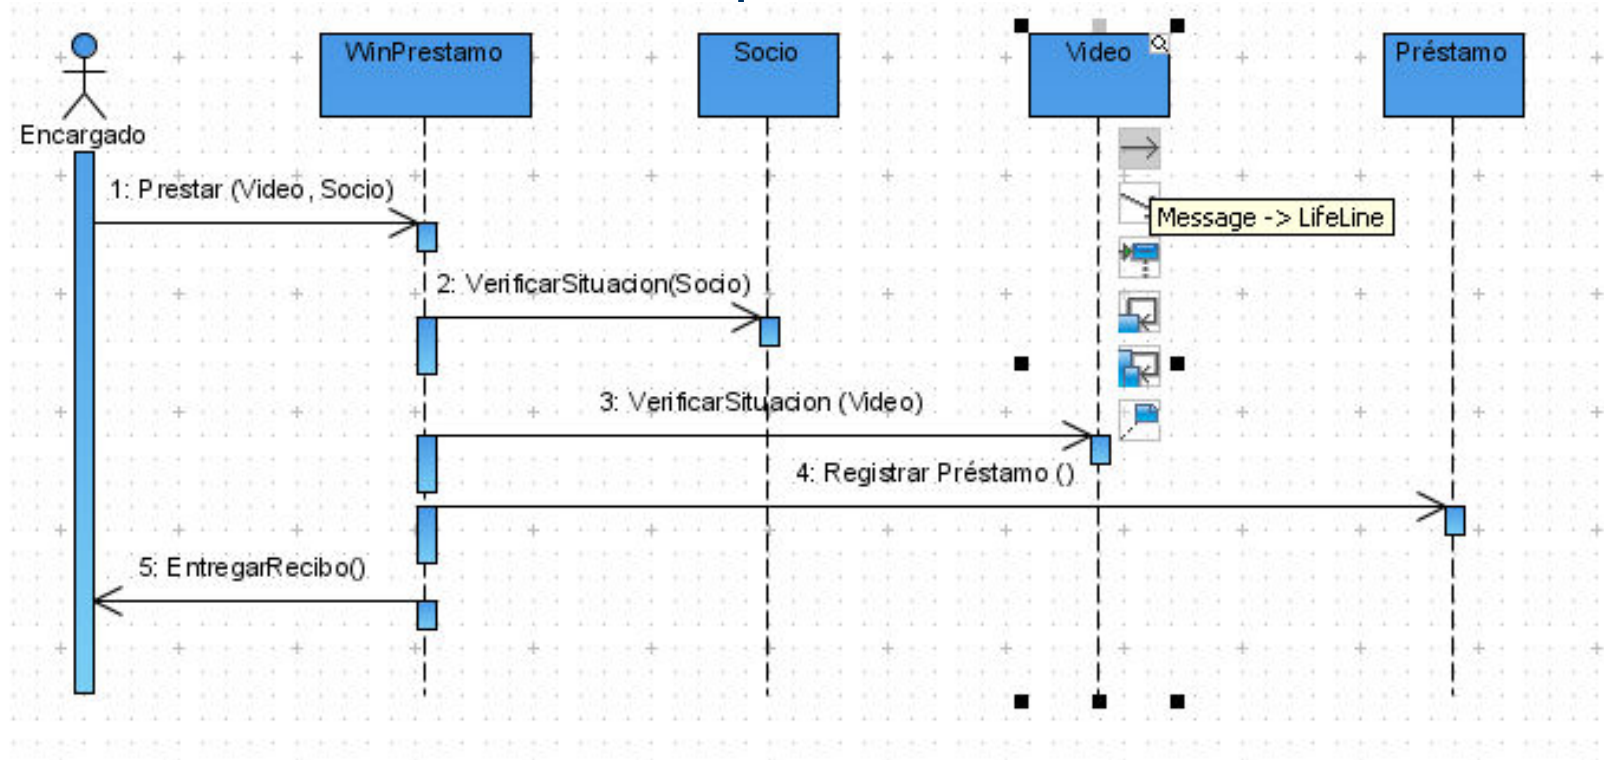 WinPrestamo
Socio
Video
Préstamo
Encargado
1: Prestar (Video, Socio)
Message -> LifeLine
2: VerificarSituacion(Socio)
3: VerificarSituacion (Video)
4: Registrar Préstamo ()
5: EntregarRecibo()